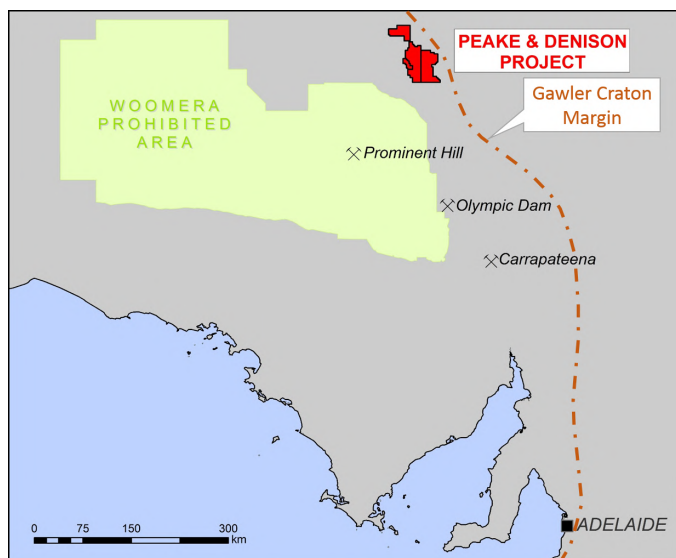 PEAKE & DENISON
PROJECT
Gawler Craton
Margin
WOOMERA
PROHIBITED
AREA
Prominent Hill
Olympic Dam
Carrapateena
0 75 150 300
km
ADELAIDE